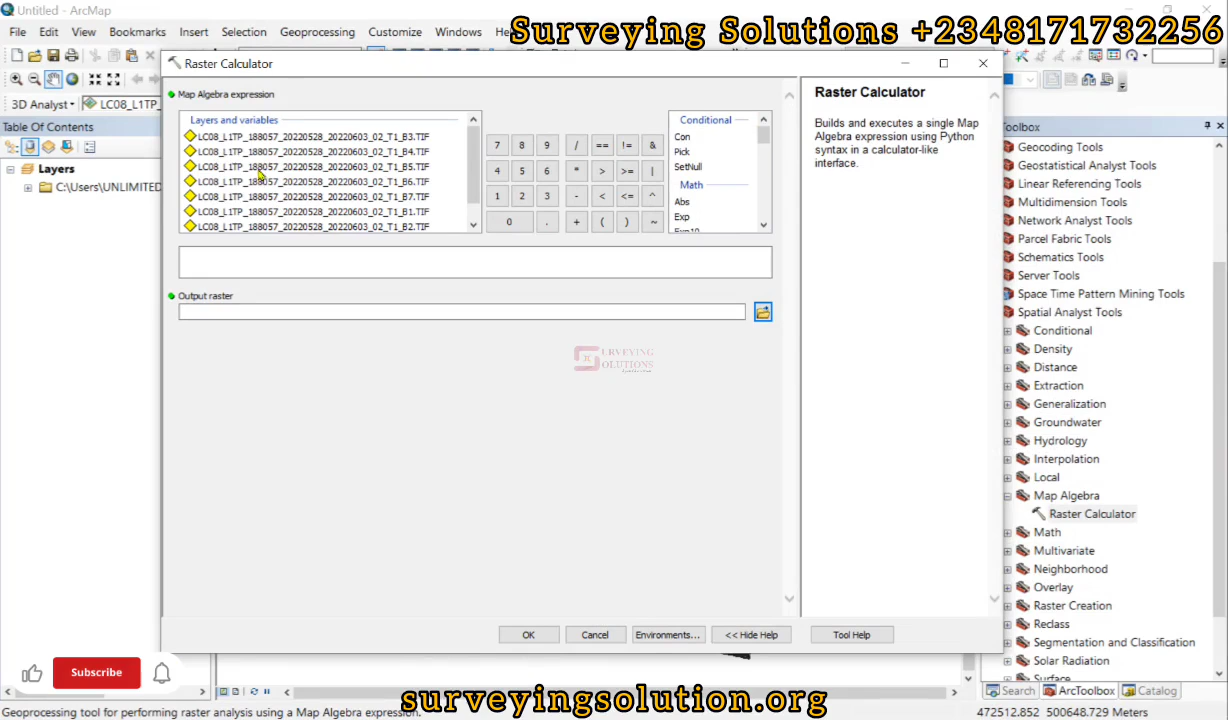 Untitled - ArcMap
File Edit View Bookmarks Insert Selection Geoprocessing Customize Windows
Surveying Solutions +2348171732256
Raster Calculator
3D Analyst
LC08_L1TP_
Table Of Contents
Layers
C:\Users\UNLIMITED
Map Algebra expression
Layers and variables
LC08_L1TP_188057_20220528_20220603_02_T1_B3.TIF
LC08_L1TP_188057_20220528_20220603_02_T1_B4.TIF
LC08_L1TP_188057_20220528_20220603_02_T1_B5.TIF
LC08_L1TP_188057_20220528_20220603_02_T1_B6.TIF
LC08_L1TP_188057_20220528_20220603_02_T1_B7.TIF
LC08_L1TP_188057_20220528_20220603_02_T1_B1.TIF
LC08_L1TP_188057_20220528_20220603_02_T1_B2.TIF
7 8 9 / == != &
4 5 6 * > >= |
1 2 3 - < <= ^
0 . + ( ) ~
Conditional
Con
Pick
SetNull
Math
Abs
Exp
Exp10
Output raster
URVEYING
OLUTIONS
OK Cancel Environments... << Hide Help Tool Help
Raster Calculator
Builds and executes a single Map
Algebra expression using Python
syntax in a calculator-like
interface.
Toolbox
Geocoding Tools
Geostatistical Analyst Tools
Linear Referencing Tools
Multidimension Tools
Network Analyst Tools
Parcel Fabric Tools
Schematics Tools
Server Tools
Space Time Pattern Mining Tools
Spatial Analyst Tools
Conditional
Density
Distance
Extraction
Generalization
Groundwater
Hydrology
Interpolation
Local
Map Algebra
Raster Calculator
Math
Multivariate
Neighborhood
Overlay
Raster Creation
Reclass
Segmentation and Classification
Solar Radiation
Surface
Search ArcToolbox Catalog
Subscribe
surveyingsolution.org
Geoprocessing tool for performing raster analysis using a Map Algebra expression.
472512.852 500648.729 Meters